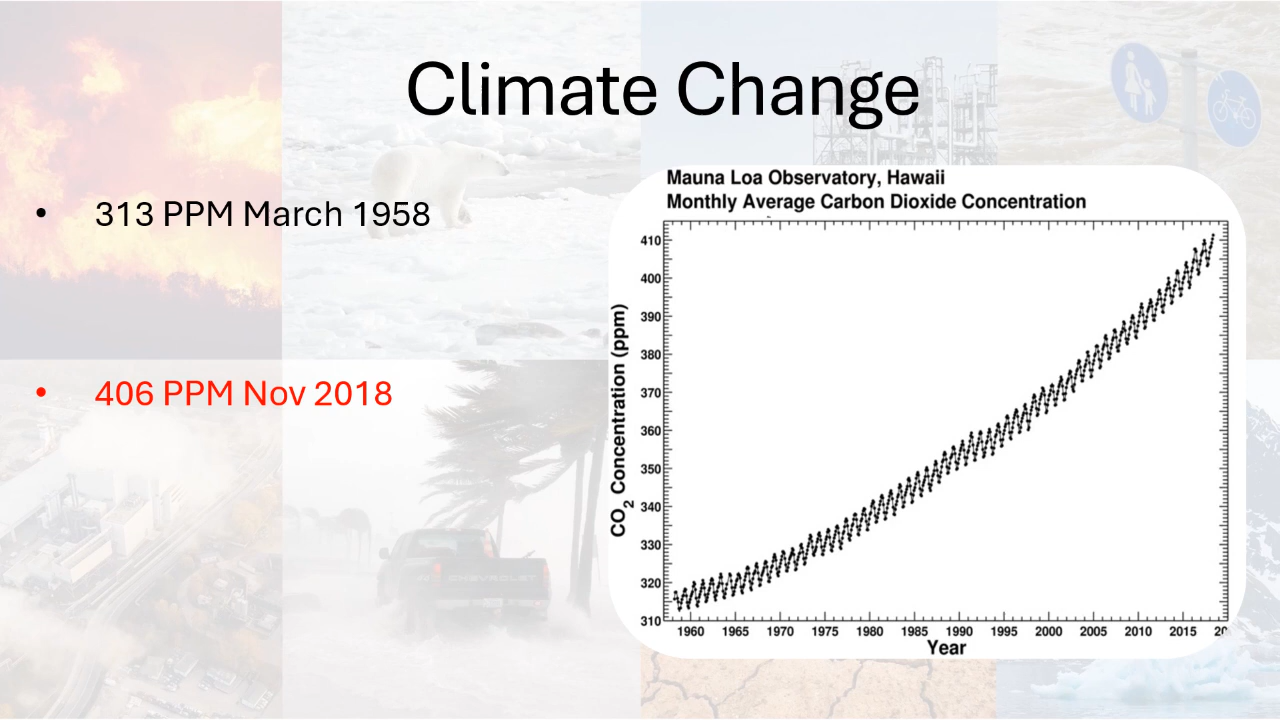 Climate Change
• 313 PPM March 1958
• 406 PPM Nov 2018
Mauna Loa Observatory, Hawaii
Monthly Average Carbon Dioxide Concentration
CO2 Concentration (ppm)
410
400
390
380
370
360
350
340
330
320
310
1960 1965 1970 1975 1980 1985 1990 1995 2000 2005 2010 2015 20
Year
CHEVROLET